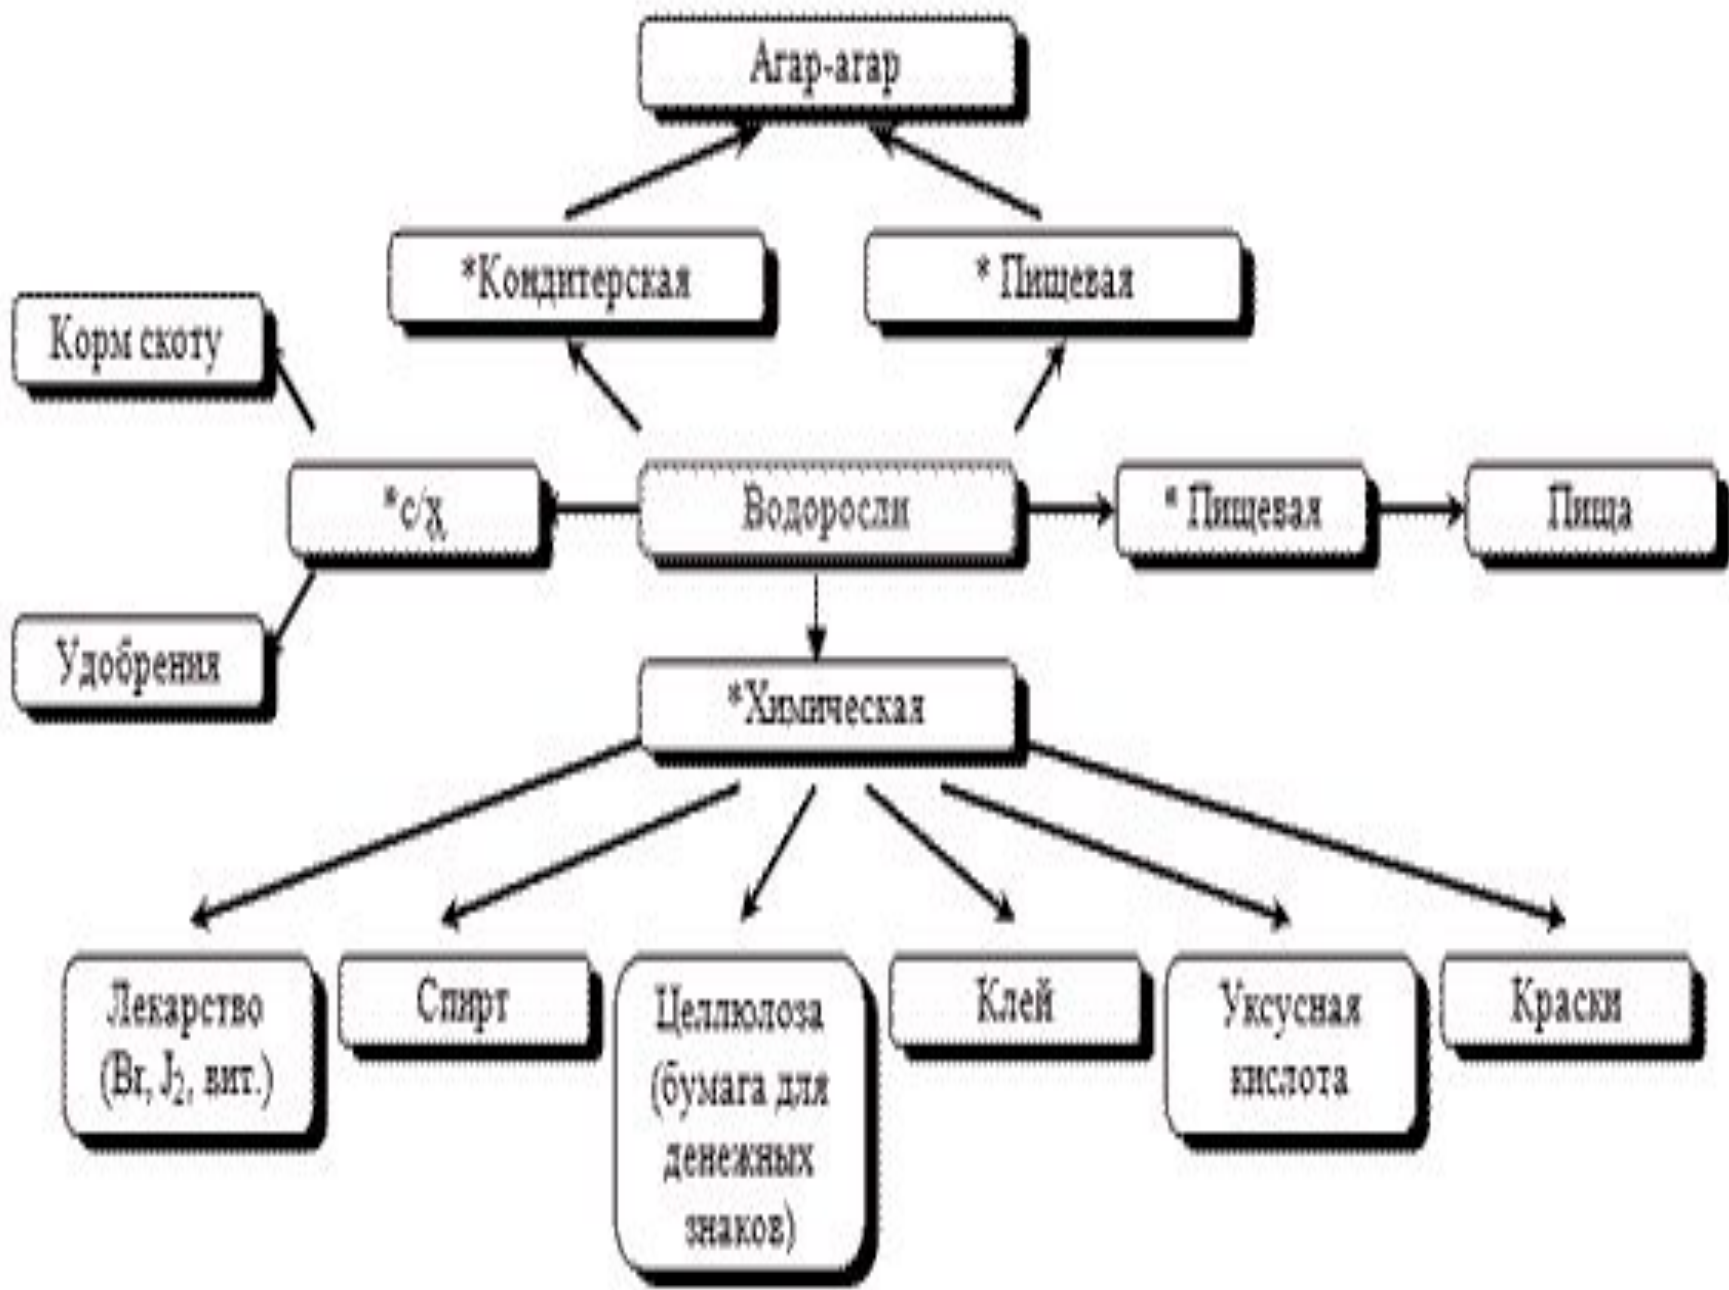 Агар-агар
*Кондитерская
* Пищевая
Корм скоту
*с/х
Водоросли
* Пищевая
Пища
Удобрения
*Химическая
Лекарство
(Br, J₂, вит.)
Спирт
Целлюлоза
(бумага для
денежных
знаков)
Клей
Уксусная
кислота
Краски